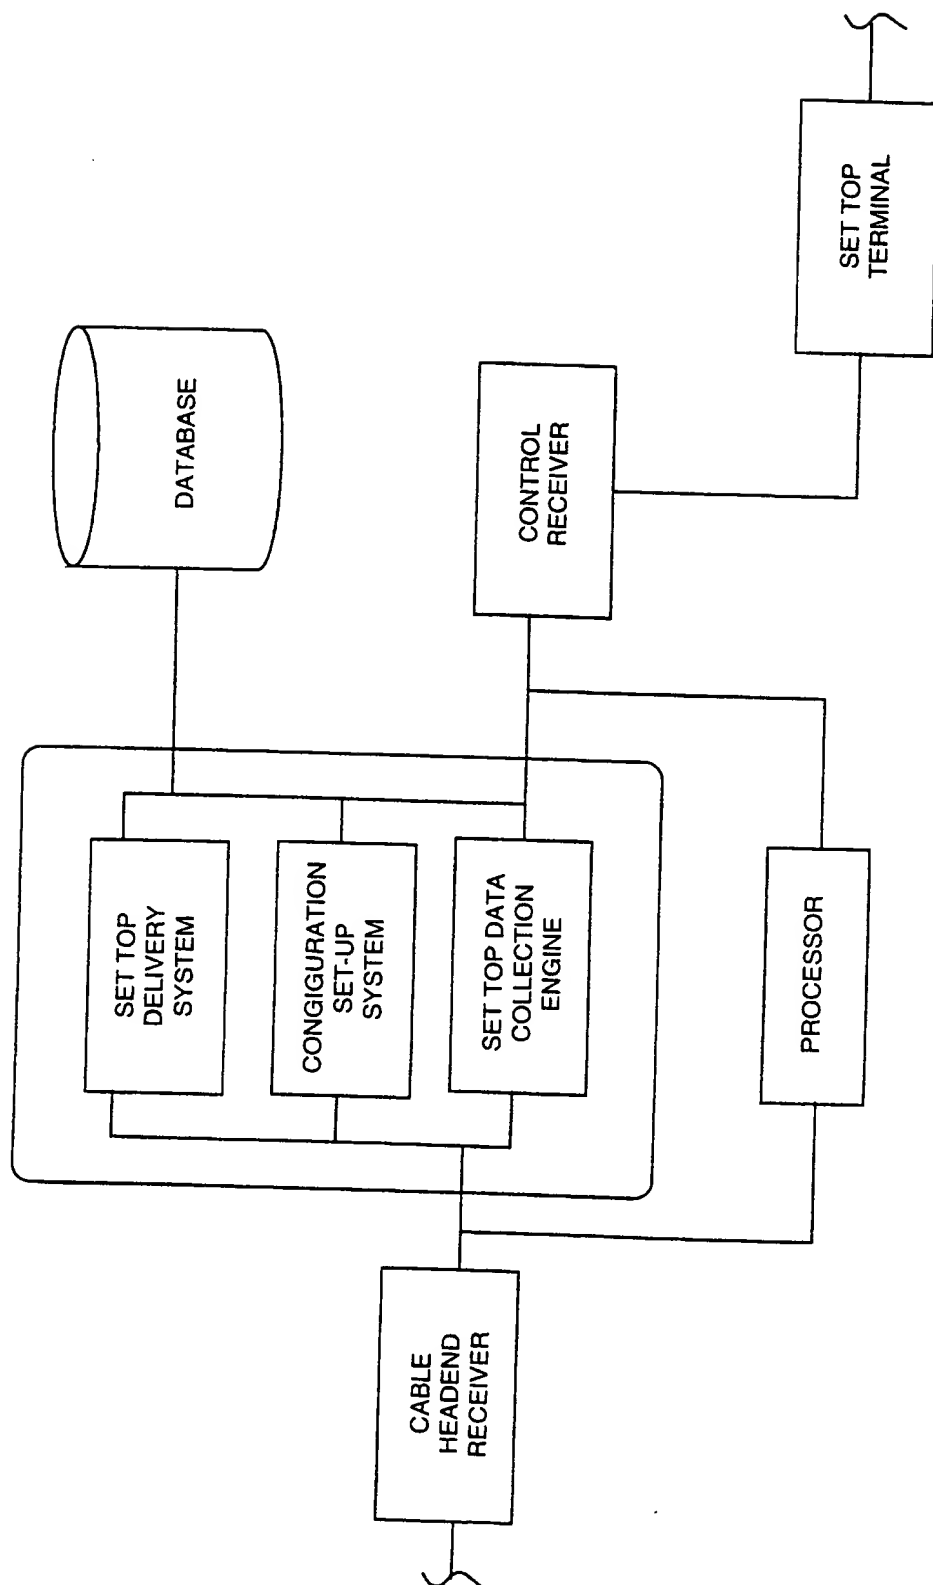 DATABASE
SET TOP
DELIVERY
SYSTEM
CONGIGURATION
SET-UP
SYSTEM
SET TOP DATA
COLLECTION
ENGINE
CABLE
HEADEND
RECEIVER
CONTROL
RECEIVER
PROCESSOR
SET TOP
TERMINAL